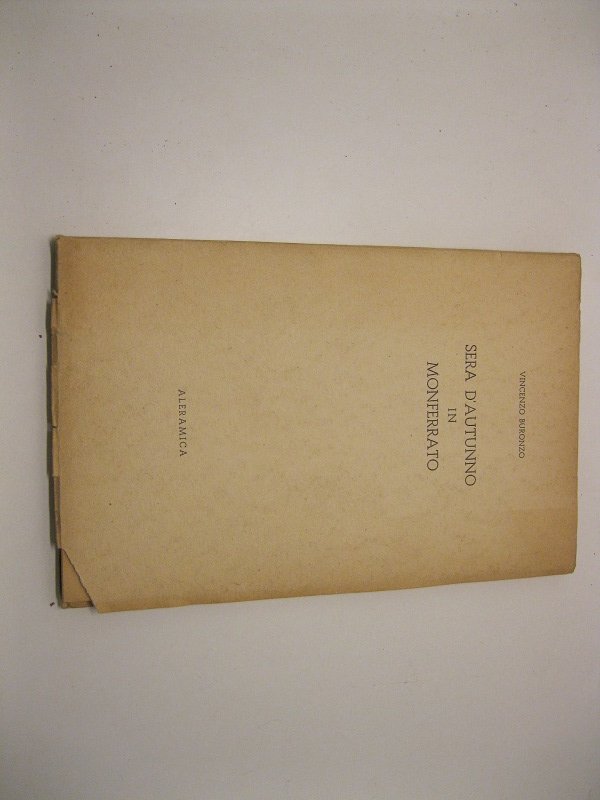 VINCENZO BURONZO
SERA D'AUTUNNO
IN
MONFERRATO
ALERAMICA